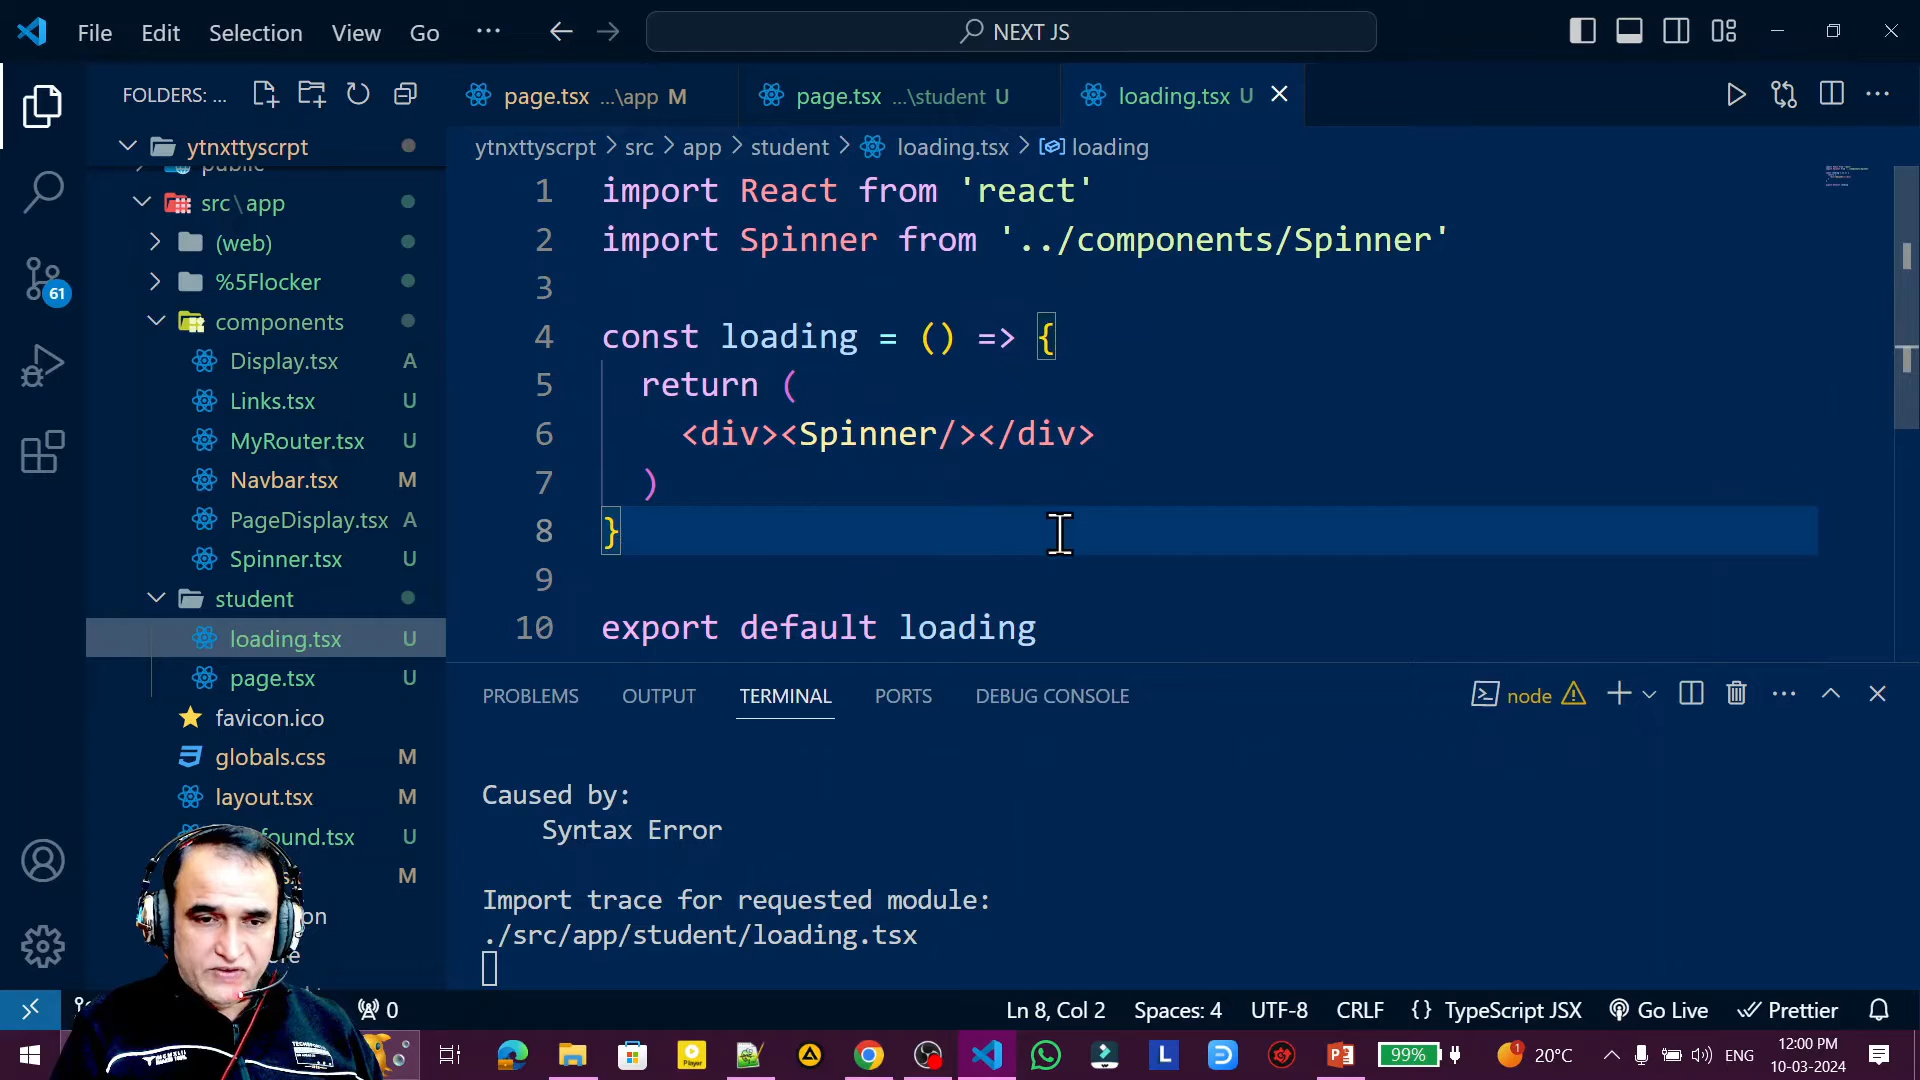 File Edit Selection View Go ··· NEXT JS
FOLDERS: ...
page.tsx ...\app M
page.tsx ...\student U
loading.tsx U
ytnxttyscrpt
ytnxttyscrpt > src > app > student > loading.tsx > loading
public
src\app
(web)
%5Flocker
components
Display.tsx A
Links.tsx U
MyRouter.tsx U
Navbar.tsx M
PageDisplay.tsx A
Spinner.tsx U
student
loading.tsx U
page.tsx U
favicon.ico
globals.css M
layout.tsx M
found.tsx U
M
61
1 import React from 'react'
2 import Spinner from '../components/Spinner'
3
4 const loading = () => {
5 return (
6 <div><Spinner/></div>
7 )
8 }
9
10 export default loading
PROBLEMS OUTPUT TERMINAL PORTS DEBUG CONSOLE
node
Caused by:
Syntax Error
Import trace for requested module:
./src/app/student/loading.tsx
0 Ln 8, Col 2 Spaces: 4 UTF-8 CRLF {} TypeScript JSX Go Live Prettier
Player
L
99% 1 20°C ENG 12:00 PM
10-03-2024